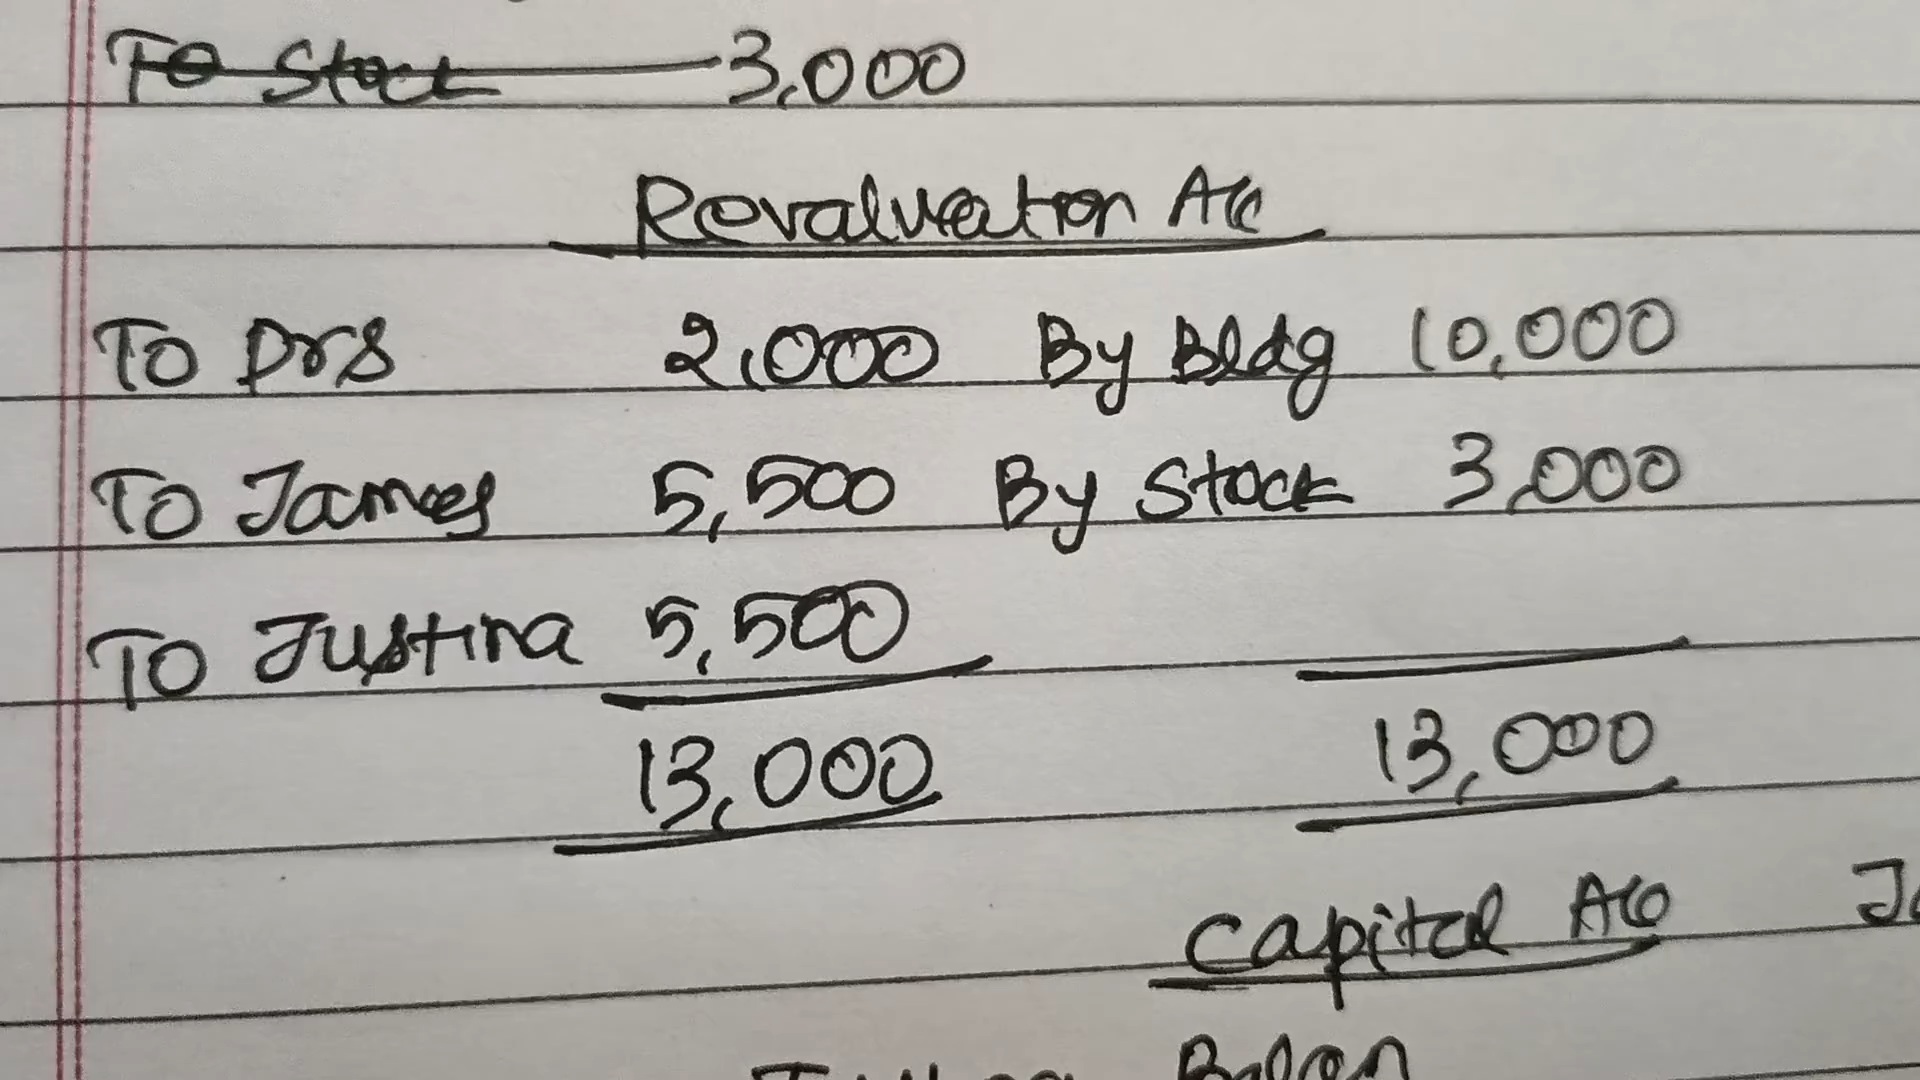 To Stock 3,000
Revaluation A/c
To Drs 2,000 By Bldg 10,000
To James 5,500 By Stock 3,000
To Justina 5,500
13,000 13,000
Capital A/c